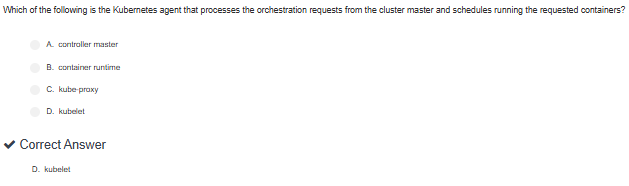 Which of the following is the Kubernetes agent that processes the orchestration requests from the cluster master and schedules running the requested containers?
A. controller master
B. container runtime
C. kube-proxy
D. kubelet
✔ Correct Answer
D. kubelet